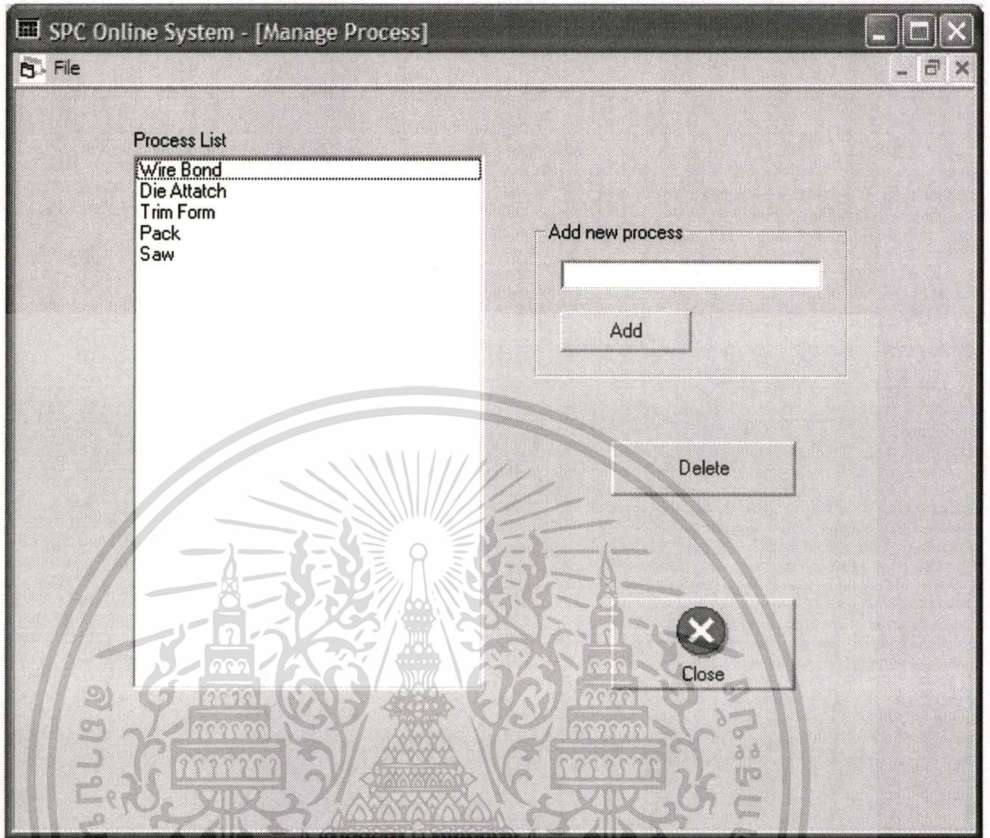 SPC Online System - [Manage Process]
File
Process List
Wire Bond
Die Attatch
Trim Form
Pack
Saw
Add new process
Add
Delete
Close